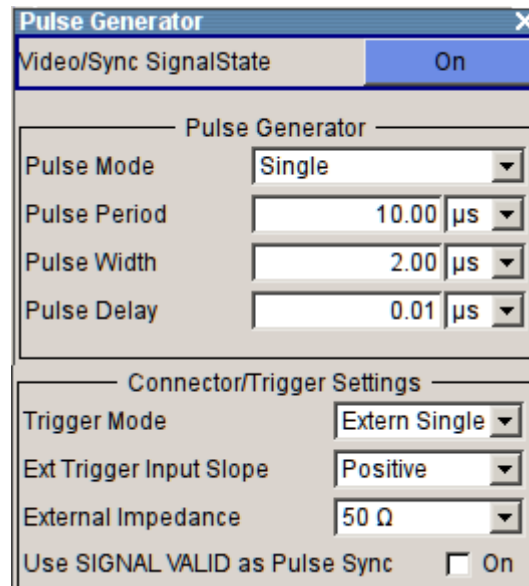 Pulse Generator X
Video/Sync SignalState On
Pulse Generator
Pulse Mode Single
Pulse Period 10.00 µs
Pulse Width 2.00 µs
Pulse Delay 0.01 µs
Connector/Trigger Settings
Trigger Mode Extern Single
Ext Trigger Input Slope Positive
External Impedance 50 Ω
Use SIGNAL VALID as Pulse Sync On